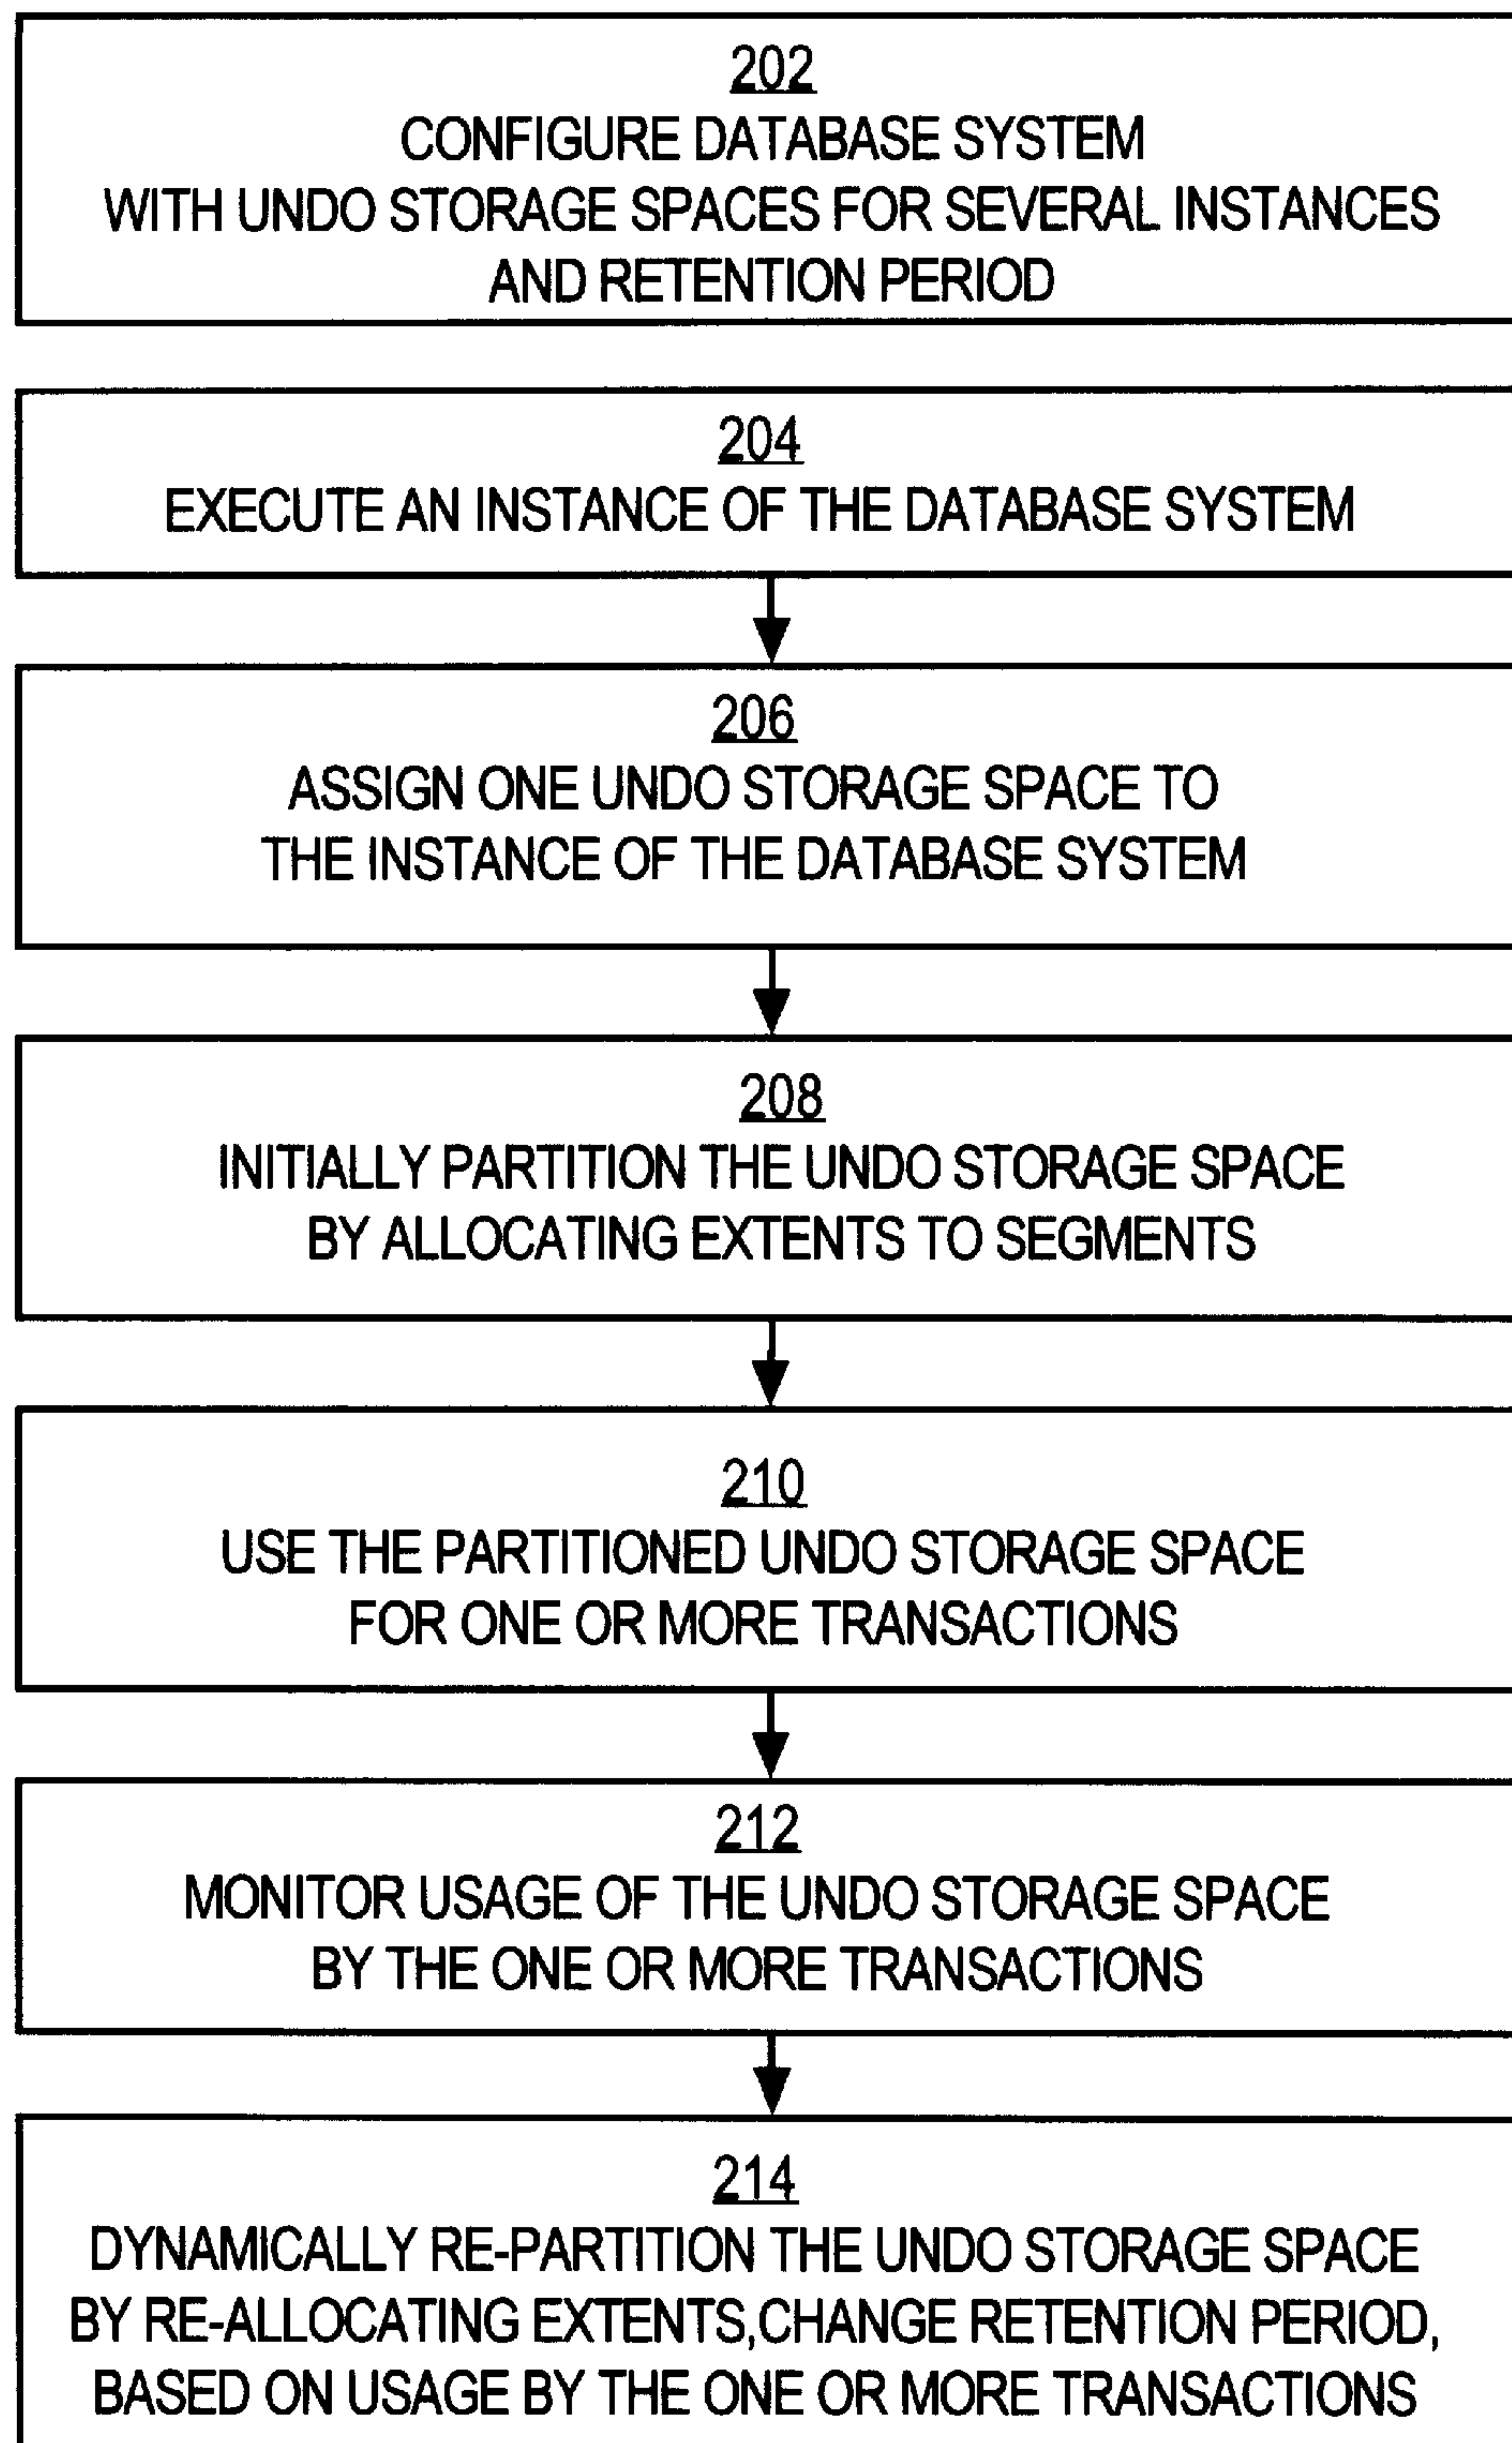 202
CONFIGURE DATABASE SYSTEM
WITH UNDO STORAGE SPACES FOR SEVERAL INSTANCES
AND RETENTION PERIOD
204
EXECUTE AN INSTANCE OF THE DATABASE SYSTEM
206
ASSIGN ONE UNDO STORAGE SPACE TO
THE INSTANCE OF THE DATABASE SYSTEM
208
INITIALLY PARTITION THE UNDO STORAGE SPACE
BY ALLOCATING EXTENTS TO SEGMENTS
210
USE THE PARTITIONED UNDO STORAGE SPACE
FOR ONE OR MORE TRANSACTIONS
212
MONITOR USAGE OF THE UNDO STORAGE SPACE
BY THE ONE OR MORE TRANSACTIONS
214
DYNAMICALLY RE-PARTITION THE UNDO STORAGE SPACE
BY RE-ALLOCATING EXTENTS,CHANGE RETENTION PERIOD,
BASED ON USAGE BY THE ONE OR MORE TRANSACTIONS